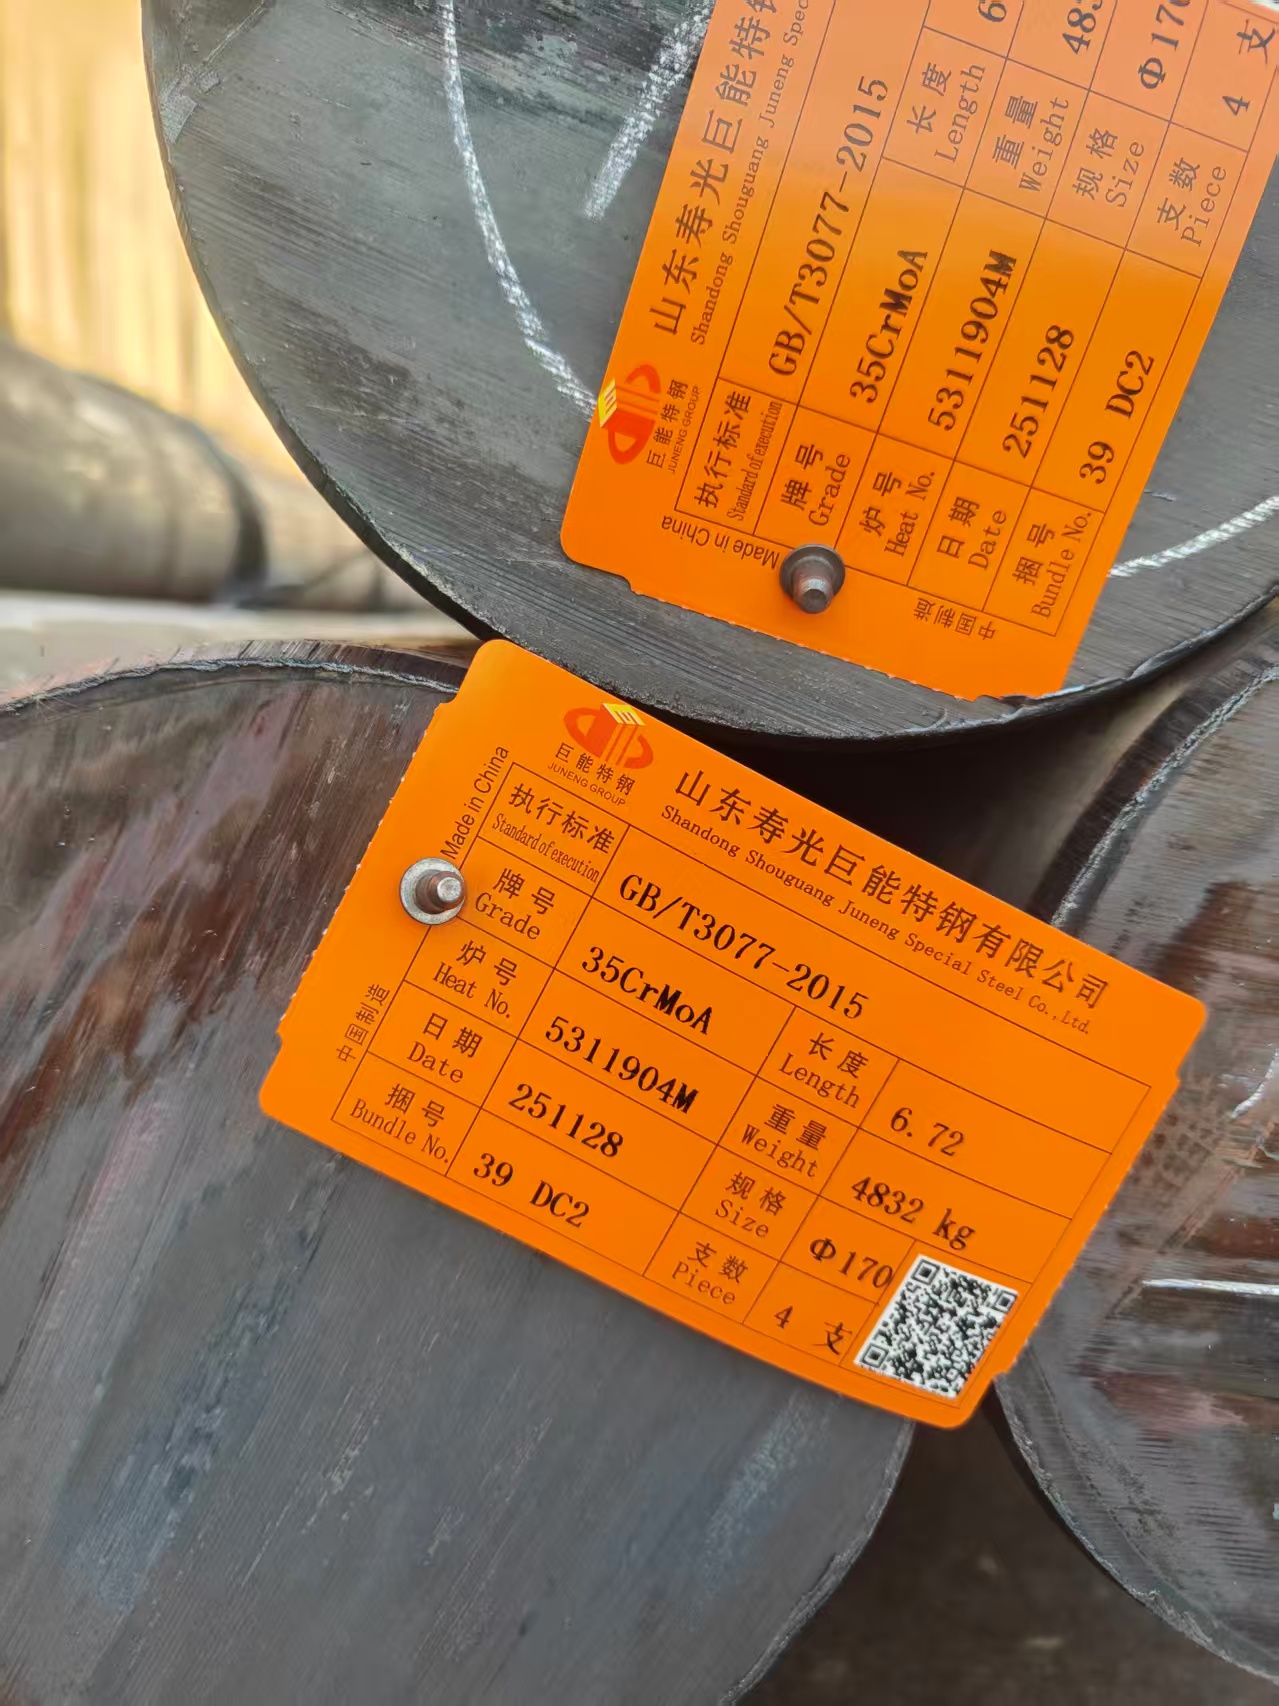 山东寿光巨能特
Shandong Shouguang Juneng Spec
巨能特钢
JUNENG GROUP
Made in China
中国制造
执行标准
Standard of execution
GB/T3077-2015
牌号
Grade
35CrMoA
长度
Length
炉号
Heat No.
5311904M
重量
Weight
483
日期
Date
251128
规格
Size
Φ170
捆号
Bundle No.
39 DC2
支数
Piece
4 支
巨能特钢
JUNENG GROUP
山东寿光巨能特钢有限公司
Shandong Shouguang Juneng Special Steel Co.,Ltd.
Made in China
中国制造
执行标准
Standard of execution
GB/T3077-2015
牌号
Grade
35CrMoA
长度
Length
6.72
炉号
Heat No.
5311904M
重量
Weight
4832 kg
日期
Date
251128
规格
Size
Φ170
捆号
Bundle No.
39 DC2
支数
Piece
4 支